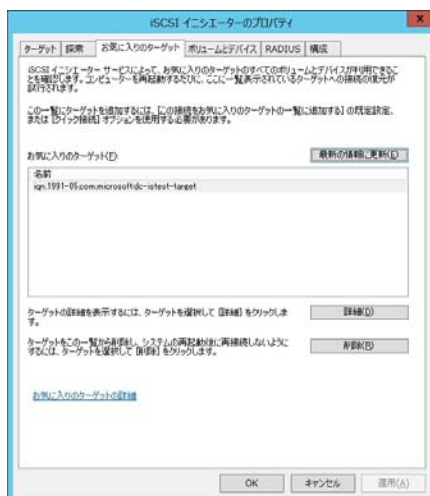 iSCSI イニシエーターのプロパティ
ターゲット 探索 お気に入りのターゲット ボリュームとデバイス RADIUS 構成
iSCSI イニシエーター サービスによって、お気に入りのターゲットのすべてのボリュームとデバイスが利用できるこ
とを確認します。コンピューターを再起動するたびに、ここに一覧表示されているターゲットへの接続の復元が
試行されます。
この一覧にターゲットを追加するには、[この接続をお気に入りのターゲットの一覧に追加する] の既定設定、
または [クイック接続] オプションを使用する必要があります。
お気に入りのターゲット(F):
最新の情報に更新(E)
名前
iqn.1991-05.com.microsoft:dc-istest-target
ターゲットの詳細を表示するには、ターゲットを選択して [詳細] をクリックしま
す。
詳細(D)
ターゲットをこの一覧から削除し、システムの再起動後に再接続しないように
するには、ターゲットを選択して [削除] をクリックします。
削除(R)
お気に入りのターゲットの詳細
OK キャンセル 適用(A)